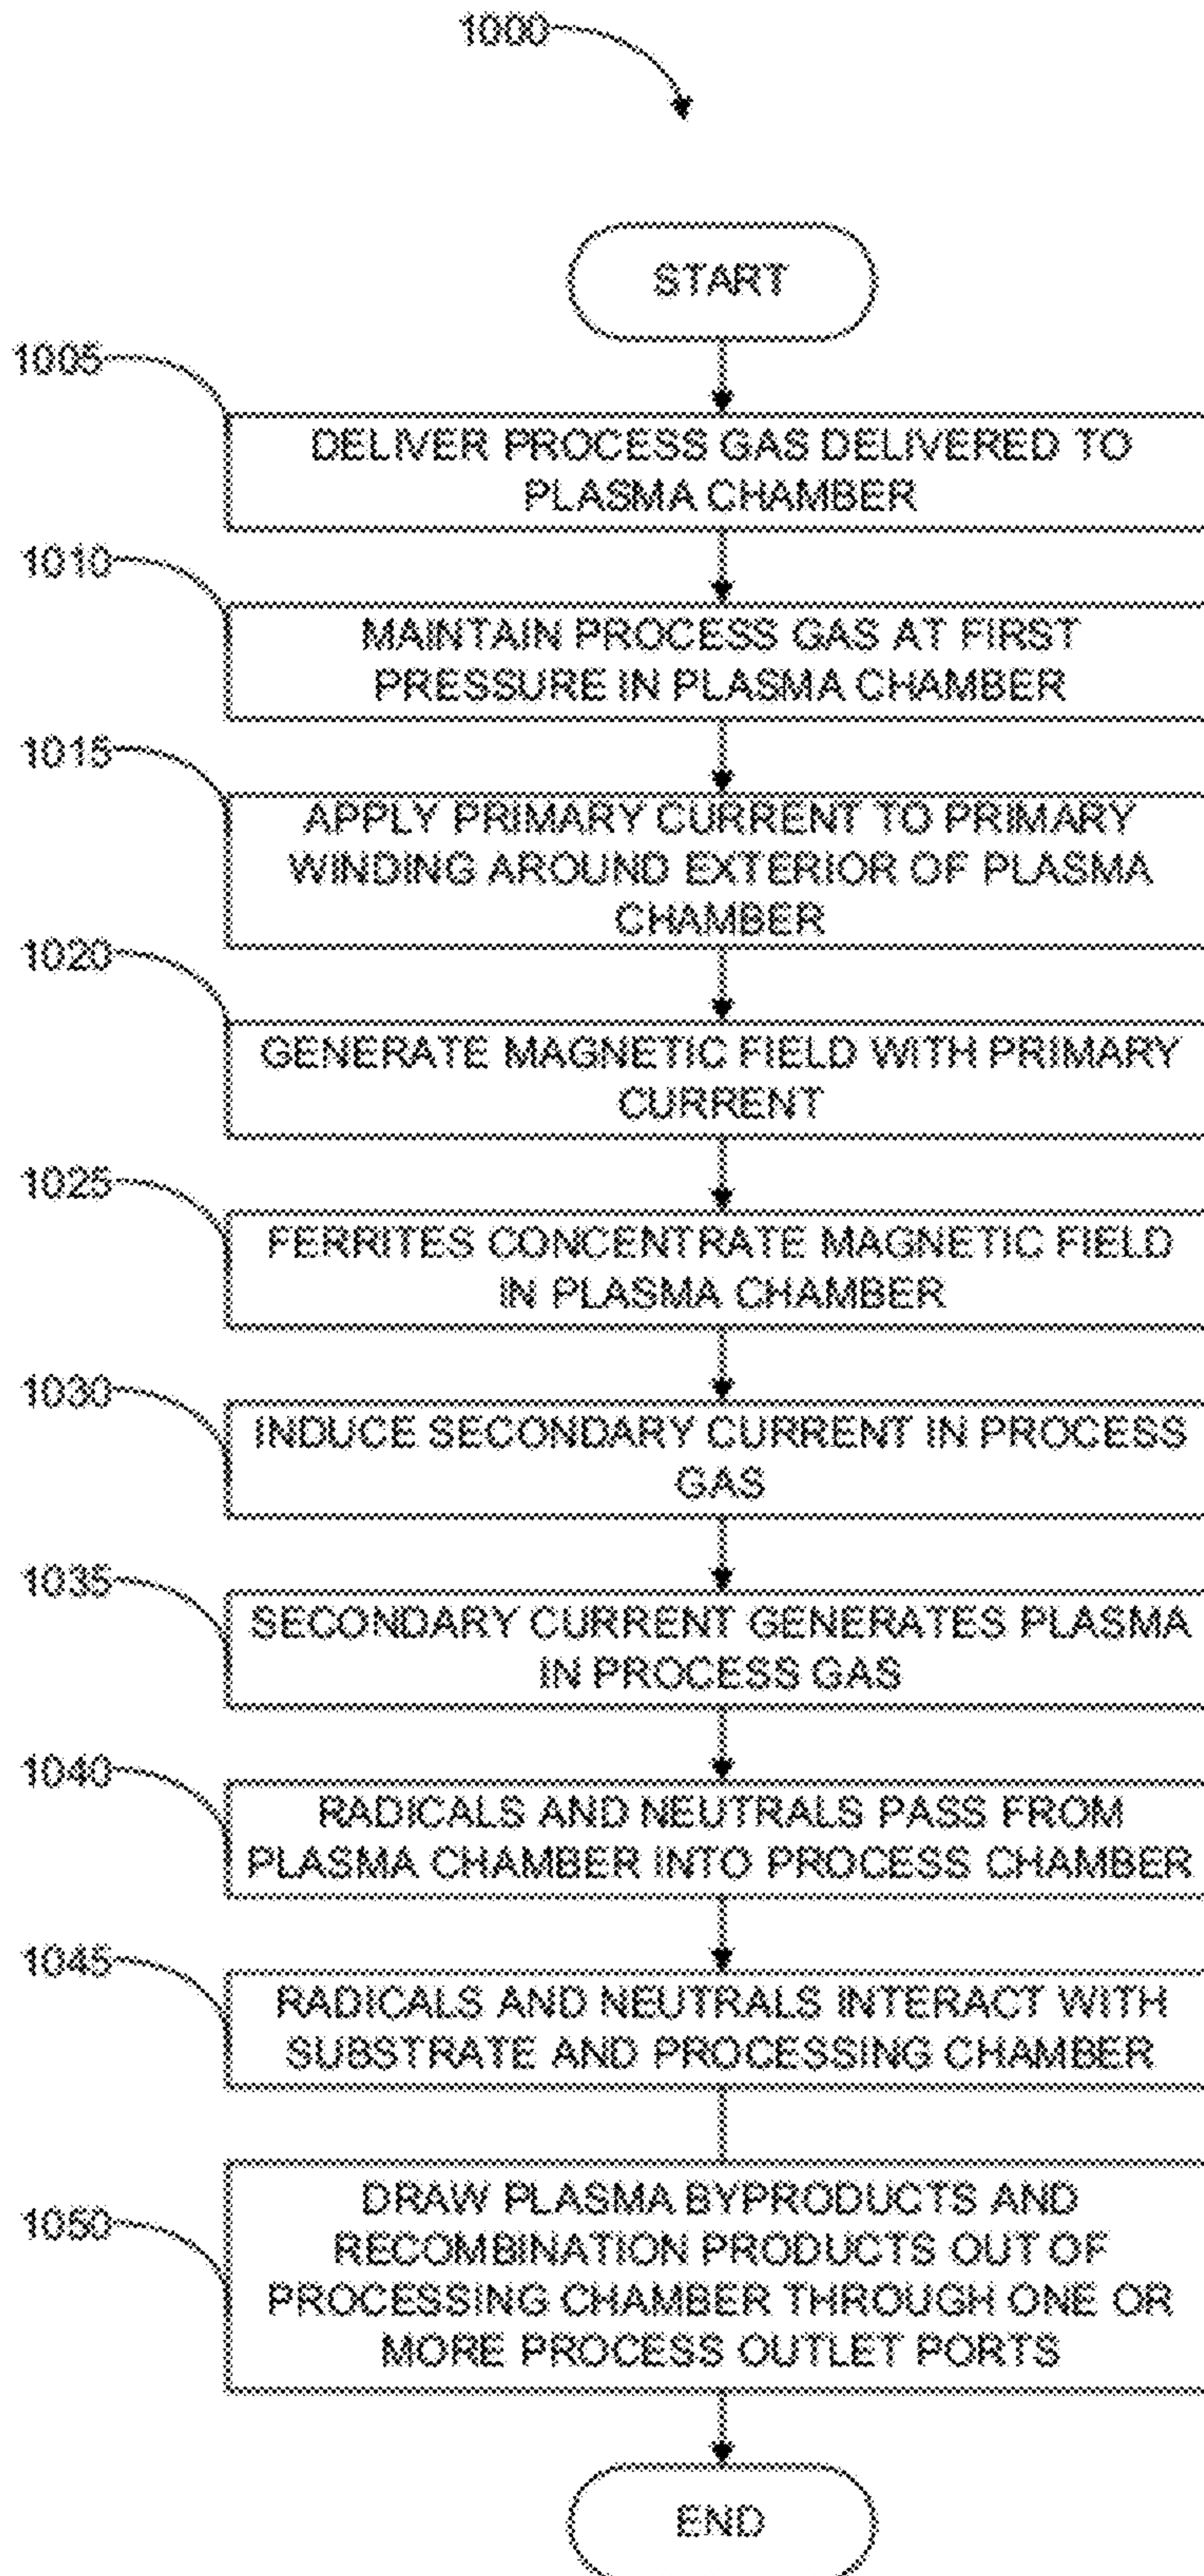 1000
START
1005
DELIVER PROCESS GAS DELIVERED TO
PLASMA CHAMBER
1010
MAINTAIN PROCESS GAS AT FIRST
PRESSURE IN PLASMA CHAMBER
1015
APPLY PRIMARY CURRENT TO PRIMARY
WINDING AROUND EXTERIOR OF PLASMA
CHAMBER
1020
GENERATE MAGNETIC FIELD WITH PRIMARY
CURRENT
1025
FERRITES CONCENTRATE MAGNETIC FIELD
IN PLASMA CHAMBER
1030
INDUCE SECONDARY CURRENT IN PROCESS
GAS
1035
SECONDARY CURRENT GENERATES PLASMA
IN PROCESS GAS
1040
RADICALS AND NEUTRALS PASS FROM
PLASMA CHAMBER INTO PROCESS CHAMBER
1045
RADICALS AND NEUTRALS INTERACT WITH
SUBSTRATE AND PROCESSING CHAMBER
1050
DRAW PLASMA BYPRODUCTS AND
RECOMBINATION PRODUCTS OUT OF
PROCESSING CHAMBER THROUGH ONE OR
MORE PROCESS OUTLET PORTS
END